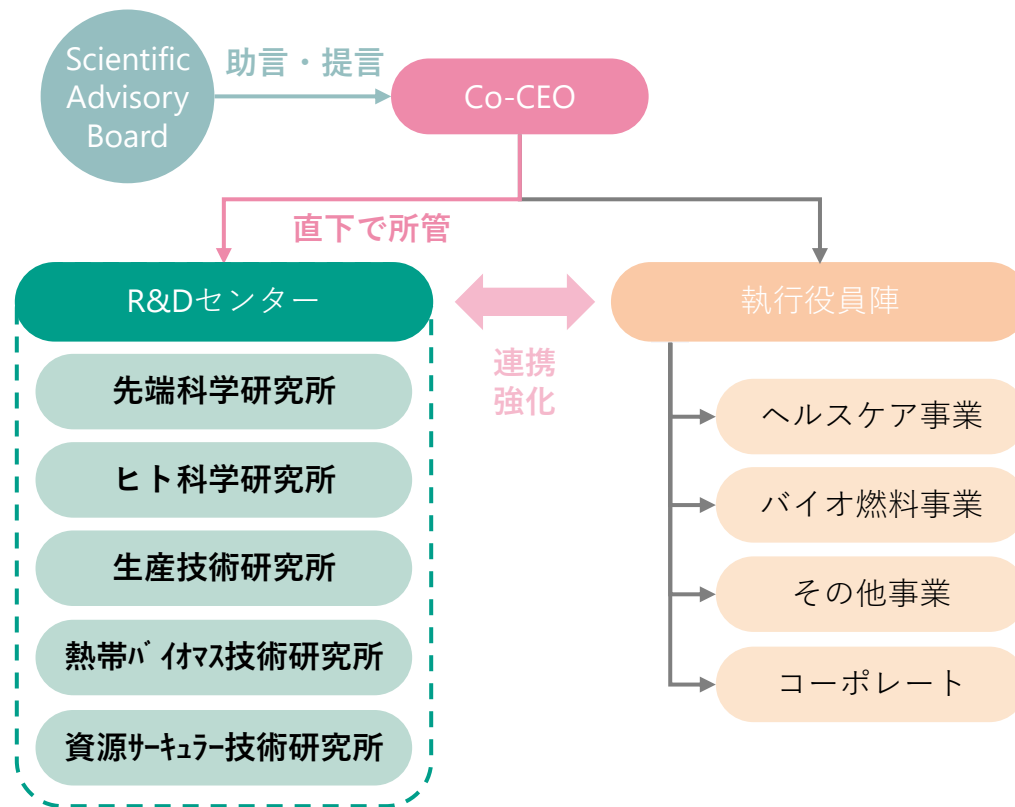 Scientific
Advisory
Board
助言・提言
Co-CEO
直下で所管
R&Dセンター
執行役員陣
連携
強化
先端科学研究所
ヒト科学研究所
生産技術研究所
熱帯ﾊﾞｲｵﾏｽ技術研究所
資源ｻｰｷｭﾗｰ技術研究所
ヘルスケア事業
バイオ燃料事業
その他事業
コーポレート